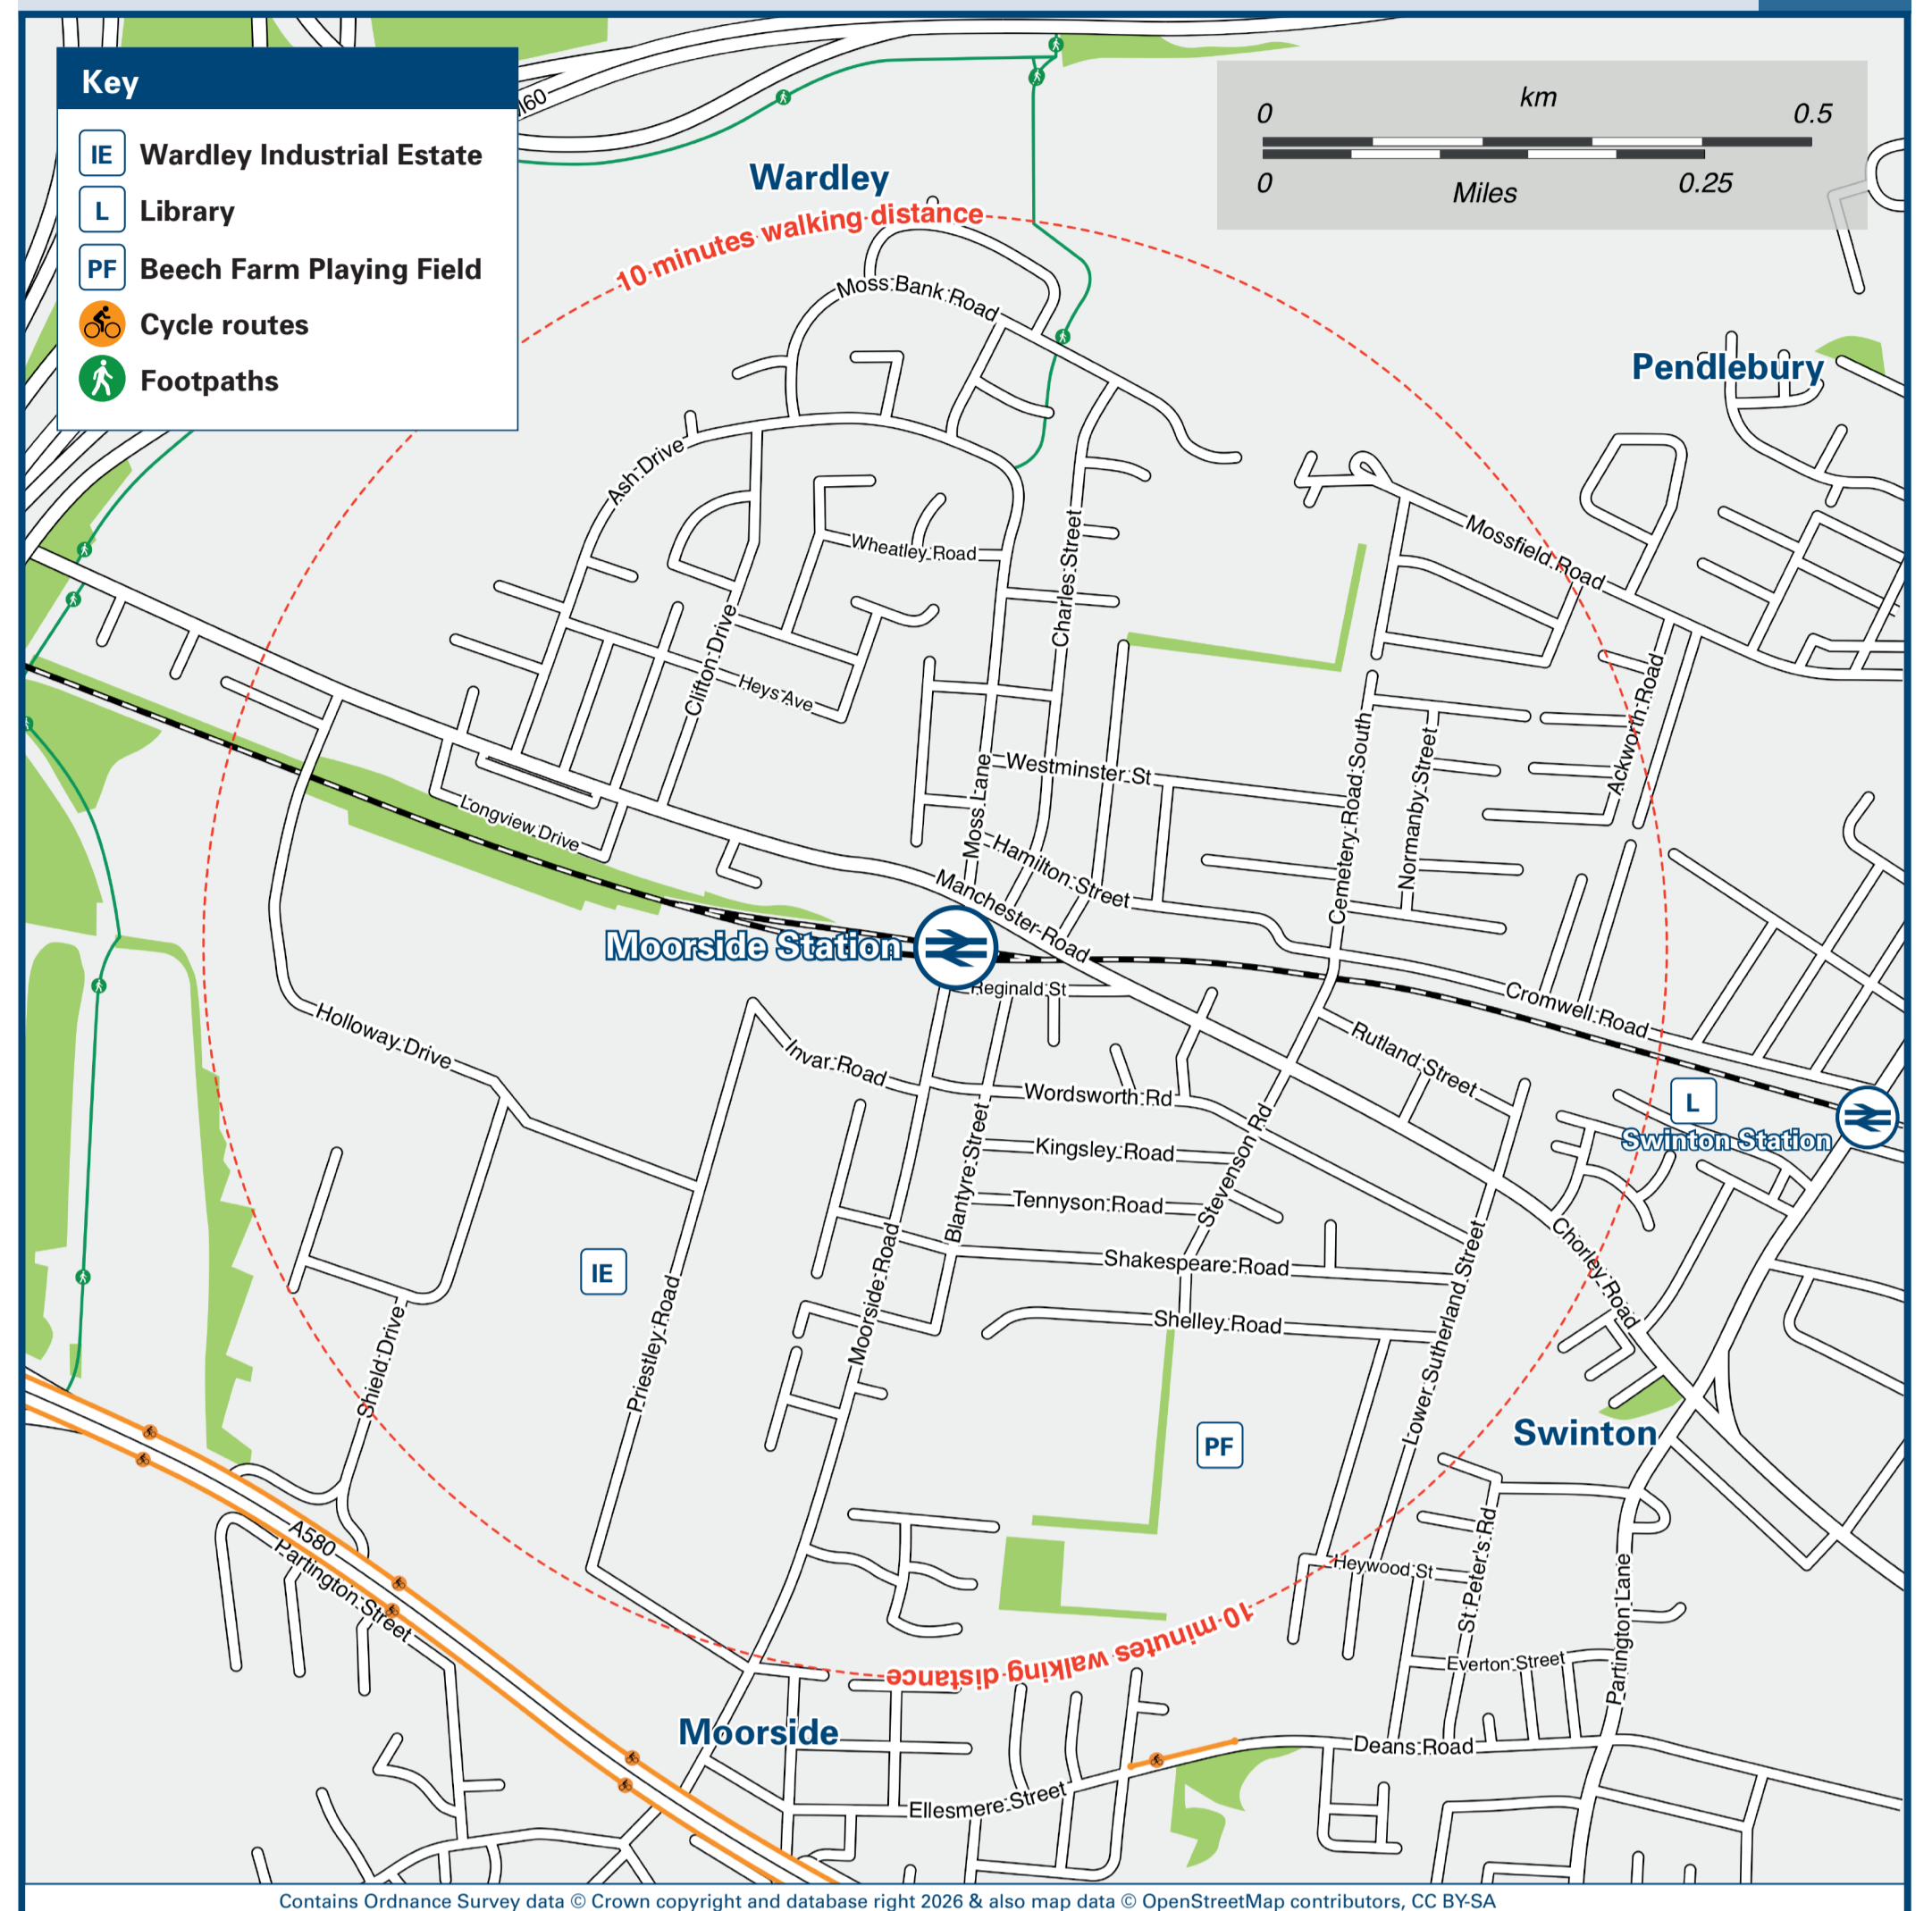 Key
IE Wardley Industrial Estate
L Library
PF Beech Farm Playing Field
Cycle routes
Footpaths
km
0 0.5
0 0.25
Miles
Wardley
10 minutes walking distance
Moss Bank Road
Pendlebury
Ash Drive
Wheatley Road
Charles Street
Mossfield Road
Clifton Drive
Heys Ave
Ackworth Road
Westminster St
Cemetery Road South
Normanby Street
Longview Drive
Moss Lane
Hamilton Street
Manchester Road
Moorside Station
Reginald St
Cromwell Road
Holloway Drive
Invar Road
Rutland Street
Wordsworth Rd
L
Swinton Station
Kingsley Road
Stevenson Rd
Blantyre Street
Tennyson Road
Shakespeare Road
Chorley Road
IE
Moorside Road
Shelley Road
Lower Sutherland Street
Priestley Road
Shield Drive
PF
Swinton
A580
Partington Street
Heywood St
St Peter's Rd
Partington Lane
10 minutes walking distance
Everton Street
Moorside
Deans Road
Ellesmere Street
Contains Ordnance Survey data © Crown copyright and database right 2026 & also map data © OpenStreetMap contributors, CC BY-SA